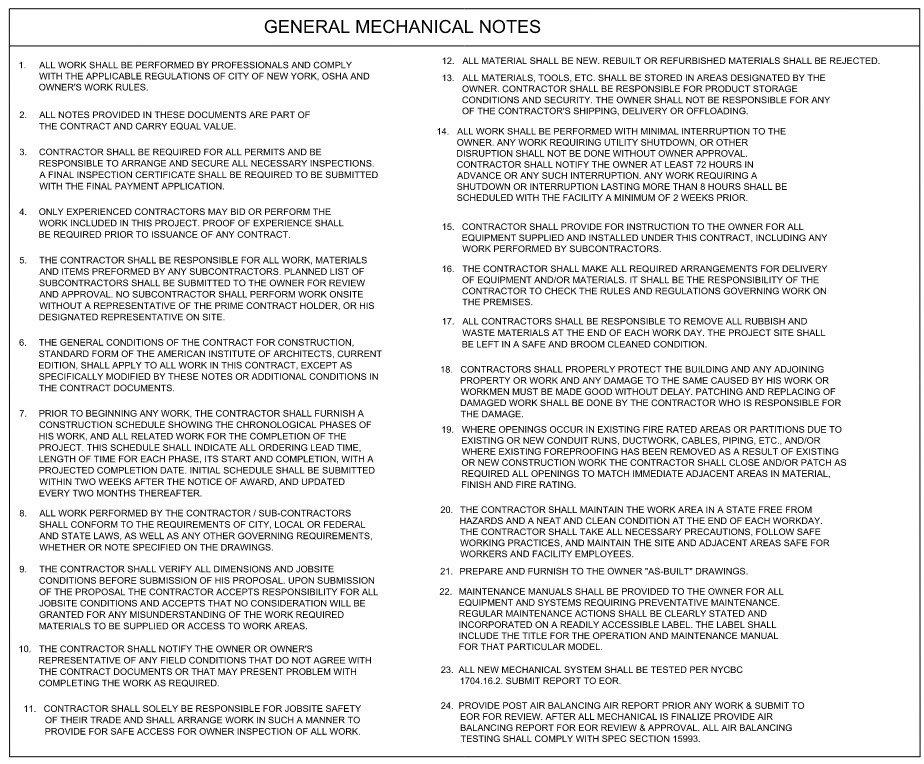 GENERAL MECHANICAL NOTES
1. ALL WORK SHALL BE PERFORMED BY PROFESSIONALS AND COMPLY
WITH THE APPLICABLE REGULATIONS OF CITY OF NEW YORK, OSHA AND
OWNER'S WORK RULES.
2. ALL NOTES PROVIDED IN THESE DOCUMENTS ARE PART OF
THE CONTRACT AND CARRY EQUAL VALUE.
3. CONTRACTOR SHALL BE REQUIRED FOR ALL PERMITS AND BE
RESPONSIBLE TO ARRANGE AND SECURE ALL NECESSARY INSPECTIONS.
A FINAL INSPECTION CERTIFICATE SHALL BE REQUIRED TO BE SUBMITTED
WITH THE FINAL PAYMENT APPLICATION.
4. ONLY EXPERIENCED CONTRACTORS MAY BID OR PERFORM THE
WORK INCLUDED IN THIS PROJECT. PROOF OF EXPERIENCE SHALL
BE REQUIRED PRIOR TO ISSUANCE OF ANY CONTRACT.
5. THE CONTRACTOR SHALL BE RESPONSIBLE FOR ALL WORK, MATERIALS
AND ITEMS PREFORMED BY ANY SUBCONTRACTORS. PLANNED LIST OF
SUBCONTRACTORS SHALL BE SUBMITTED TO THE OWNER FOR REVIEW
AND APPROVAL. NO SUBCONTRACTOR SHALL PERFORM WORK ONSITE
WITHOUT A REPRESENTATIVE OF THE PRIME CONTRACT HOLDER, OR HIS
DESIGNATED REPRESENTATIVE ON SITE.
6. THE GENERAL CONDITIONS OF THE CONTRACT FOR CONSTRUCTION,
STANDARD FORM OF THE AMERICAN INSTITUTE OF ARCHITECTS, CURRENT
EDITION, SHALL APPLY TO ALL WORK IN THIS CONTRACT, EXCEPT AS
SPECIFICALLY MODIFIED BY THESE NOTES OR ADDITIONAL CONDITIONS IN
THE CONTRACT DOCUMENTS.
7. PRIOR TO BEGINNING ANY WORK, THE CONTRACTOR SHALL FURNISH A
CONSTRUCTION SCHEDULE SHOWING THE CHRONOLOGICAL PHASES OF
HIS WORK, AND ALL RELATED WORK FOR THE COMPLETION OF THE
PROJECT. THIS SCHEDULE SHALL INDICATE ALL ORDERING LEAD TIME,
LENGTH OF TIME FOR EACH PHASE, ITS START AND COMPLETION, WITH A
PROJECTED COMPLETION DATE. INITIAL SCHEDULE SHALL BE SUBMITTED
WITHIN TWO WEEKS AFTER THE NOTICE OF AWARD, AND UPDATED
EVERY TWO MONTHS THEREAFTER.
8. ALL WORK PERFORMED BY THE CONTRACTOR / SUB-CONTRACTORS
SHALL CONFORM TO THE REQUIREMENTS OF CITY, LOCAL OR FEDERAL
AND STATE LAWS, AS WELL AS ANY OTHER GOVERNING REQUIREMENTS,
WHETHER OR NOTE SPECIFIED ON THE DRAWINGS.
9. THE CONTRACTOR SHALL VERIFY ALL DIMENSIONS AND JOBSITE
CONDITIONS BEFORE SUBMISSION OF HIS PROPOSAL. UPON SUBMISSION
OF THE PROPOSAL THE CONTRACTOR ACCEPTS RESPONSIBILITY FOR ALL
JOBSITE CONDITIONS AND ACCEPTS THAT NO CONSIDERATION WILL BE
GRANTED FOR ANY MISUNDERSTANDING OF THE WORK REQUIRED
MATERIALS TO BE SUPPLIED OR ACCESS TO WORK AREAS.
10. THE CONTRACTOR SHALL NOTIFY THE OWNER OR OWNER'S
REPRESENTATIVE OF ANY FIELD CONDITIONS THAT DO NOT AGREE WITH
THE CONTRACT DOCUMENTS OR THAT MAY PRESENT PROBLEM WITH
COMPLETING THE WORK AS REQUIRED.
11. CONTRACTOR SHALL SOLELY BE RESPONSIBLE FOR JOBSITE SAFETY
OF THEIR TRADE AND SHALL ARRANGE WORK IN SUCH A MANNER TO
PROVIDE FOR SAFE ACCESS FOR OWNER INSPECTION OF ALL WORK.
12. ALL MATERIAL SHALL BE NEW. REBUILT OR REFURBISHED MATERIALS SHALL BE REJECTED.
13. ALL MATERIALS, TOOLS, ETC. SHALL BE STORED IN AREAS DESIGNATED BY THE
OWNER. CONTRACTOR SHALL BE RESPONSIBLE FOR PRODUCT STORAGE
CONDITIONS AND SECURITY. THE OWNER SHALL NOT BE RESPONSIBLE FOR ANY
OF THE CONTRACTOR'S SHIPPING, DELIVERY OR OFFLOADING.
14. ALL WORK SHALL BE PERFORMED WITH MINIMAL INTERRUPTION TO THE
OWNER. ANY WORK REQUIRING UTILITY SHUTDOWN, OR OTHER
DISRUPTION SHALL NOT BE DONE WITHOUT OWNER APPROVAL.
CONTRACTOR SHALL NOTIFY THE OWNER AT LEAST 72 HOURS IN
ADVANCE OR ANY SUCH INTERRUPTION. ANY WORK REQUIRING A
SHUTDOWN OR INTERRUPTION LASTING MORE THAN 8 HOURS SHALL BE
SCHEDULED WITH THE FACILITY A MINIMUM OF 2 WEEKS PRIOR.
15. CONTRACTOR SHALL PROVIDE FOR INSTRUCTION TO THE OWNER FOR ALL
EQUIPMENT SUPPLIED AND INSTALLED UNDER THIS CONTRACT, INCLUDING ANY
WORK PERFORMED BY SUBCONTRACTORS.
16. THE CONTRACTOR SHALL MAKE ALL REQUIRED ARRANGEMENTS FOR DELIVERY
OF EQUIPMENT AND/OR MATERIALS. IT SHALL BE THE RESPONSIBILITY OF THE
CONTRACTOR TO CHECK THE RULES AND REGULATIONS GOVERNING WORK ON
THE PREMISES.
17. ALL CONTRACTORS SHALL BE RESPONSIBLE TO REMOVE ALL RUBBISH AND
WASTE MATERIALS AT THE END OF EACH WORK DAY. THE PROJECT SITE SHALL
BE LEFT IN A SAFE AND BROOM CLEANED CONDITION.
18. CONTRACTORS SHALL PROPERLY PROTECT THE BUILDING AND ANY ADJOINING
PROPERTY OR WORK AND ANY DAMAGE TO THE SAME CAUSED BY HIS WORK OR
WORKMEN MUST BE MADE GOOD WITHOUT DELAY. PATCHING AND REPLACING OF
DAMAGED WORK SHALL BE DONE BY THE CONTRACTOR WHO IS RESPONSIBLE FOR
THE DAMAGE.
19. WHERE OPENINGS OCCUR IN EXISTING FIRE RATED AREAS OR PARTITIONS DUE TO
EXISTING OR NEW CONDUIT RUNS, DUCTWORK, CABLES, PIPING, ETC., AND/OR
WHERE EXISTING FOREPROOFING HAS BEEN REMOVED AS A RESULT OF EXISTING
OR NEW CONSTRUCTION WORK THE CONTRACTOR SHALL CLOSE AND/OR PATCH AS
REQUIRED ALL OPENINGS TO MATCH IMMEDIATE ADJACENT AREAS IN MATERIAL,
FINISH AND FIRE RATING.
20. THE CONTRACTOR SHALL MAINTAIN THE WORK AREA IN A STATE FREE FROM
HAZARDS AND A NEAT AND CLEAN CONDITION AT THE END OF EACH WORKDAY.
THE CONTRACTOR SHALL TAKE ALL NECESSARY PRECAUTIONS, FOLLOW SAFE
WORKING PRACTICES, AND MAINTAIN THE SITE AND ADJACENT AREAS SAFE FOR
WORKERS AND FACILITY EMPLOYEES.
21. PREPARE AND FURNISH TO THE OWNER "AS-BUILT" DRAWINGS.
22. MAINTENANCE MANUALS SHALL BE PROVIDED TO THE OWNER FOR ALL
EQUIPMENT AND SYSTEMS REQUIRING PREVENTATIVE MAINTENANCE.
REGULAR MAINTENANCE ACTIONS SHALL BE CLEARLY STATED AND
INCORPORATED ON A READILY ACCESSIBLE LABEL. THE LABEL SHALL
INCLUDE THE TITLE FOR THE OPERATION AND MAINTENANCE MANUAL
FOR THAT PARTICULAR MODEL.
23. ALL NEW MECHANICAL SYSTEM SHALL BE TESTED PER NYCBC
1704.16.2. SUBMIT REPORT TO EOR.
24. PROVIDE POST AIR BALANCING AIR REPORT PRIOR ANY WORK & SUBMIT TO
EOR FOR REVIEW. AFTER ALL MECHANICAL IS FINALIZE PROVIDE AIR
BALANCING REPORT FOR EOR REVIEW & APPROVAL. ALL AIR BALANCING
TESTING SHALL COMPLY WITH SPEC SECTION 15993.